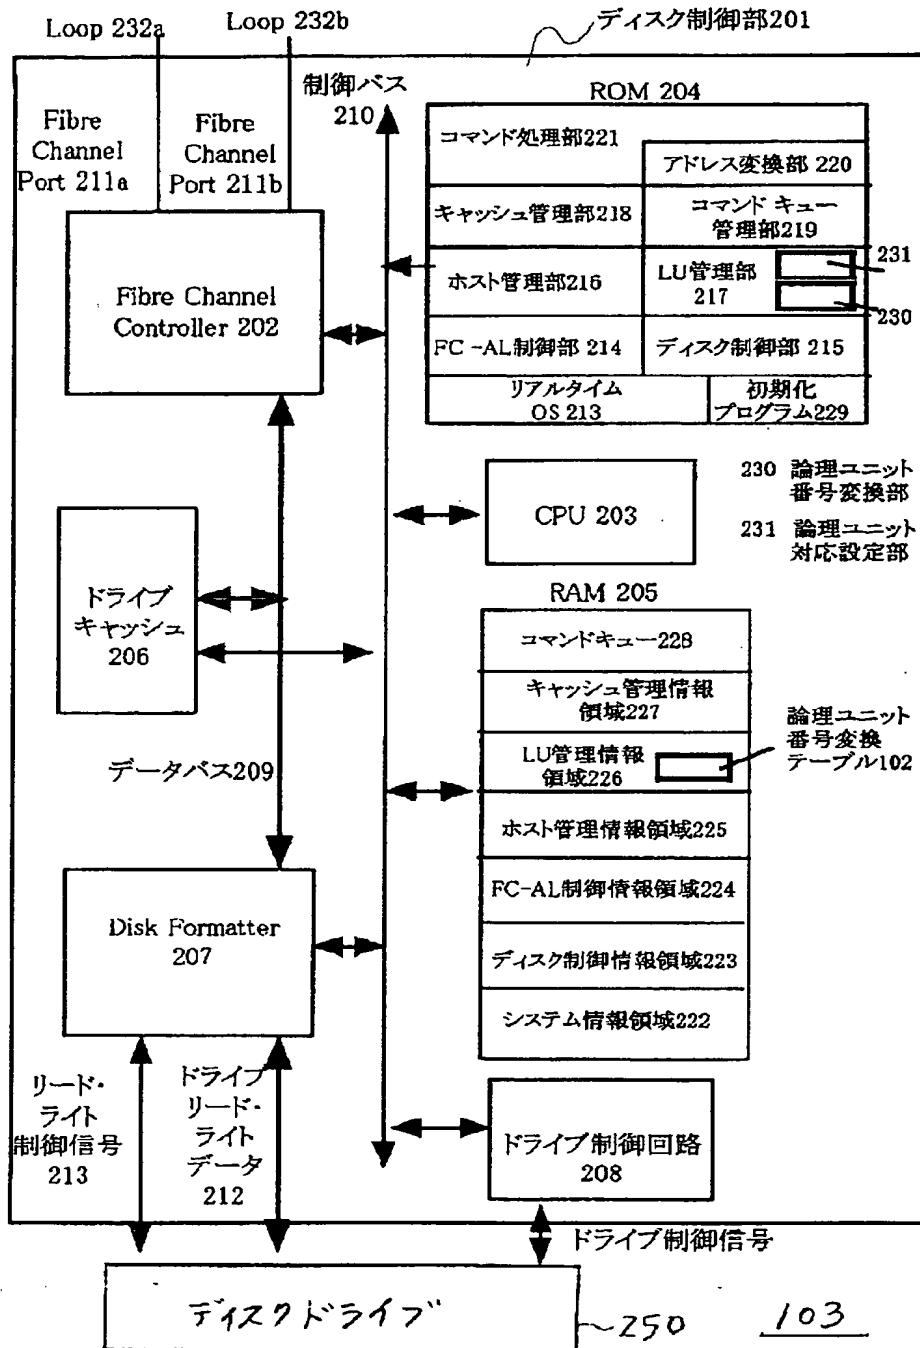 Loop 232a
Loop 232b
ディスク制御部201
制御バス
210
ROM 204
Fibre
Channel
Port 211a
Fibre
Channel
Port 211b
コマンド処理部221
アドレス変換部 220
キャッシュ管理部218
コマンド キュー
管理部219
ホスト管理部216
LU管理部
217
231
230
Fibre Channel
Controller 202
FC -AL制御部 214
ディスク制御部 215
リアルタイム
OS 213
初期化
プログラム229
CPU 203
230 論理ユニット
番号変換部
231 論理ユニット
対応設定部
ドライブ
キャッシュ
206
RAM 205
コマンドキュー228
キャッシュ管理情報
領域227
LU管理情報
領域226
論理ユニット
番号変換
テーブル102
データバス209
ホスト管理情報領域225
FC-AL制御情報領域224
ディスク制御情報領域223
システム情報領域222
Disk Formatter
207
リード・
ライト
制御信号
213
ドライブ
リード・
ライト
データ
212
ドライブ制御回路
208
ドライブ制御信号
ディスクドライブ
250
103